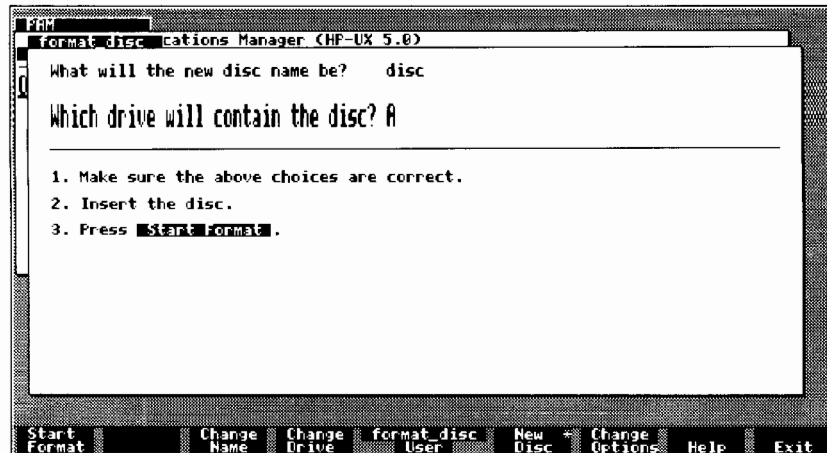 PAM
format_disc cations Manager (HP-UX 5.0)
What will the new disc name be? disc
Which drive will contain the disc? A
1. Make sure the above choices are correct.
2. Insert the disc.
3. Press Start Format.
Start Format
Change Name
Change Drive
format_disc User
New * Disc
Change Options
Help
Exit